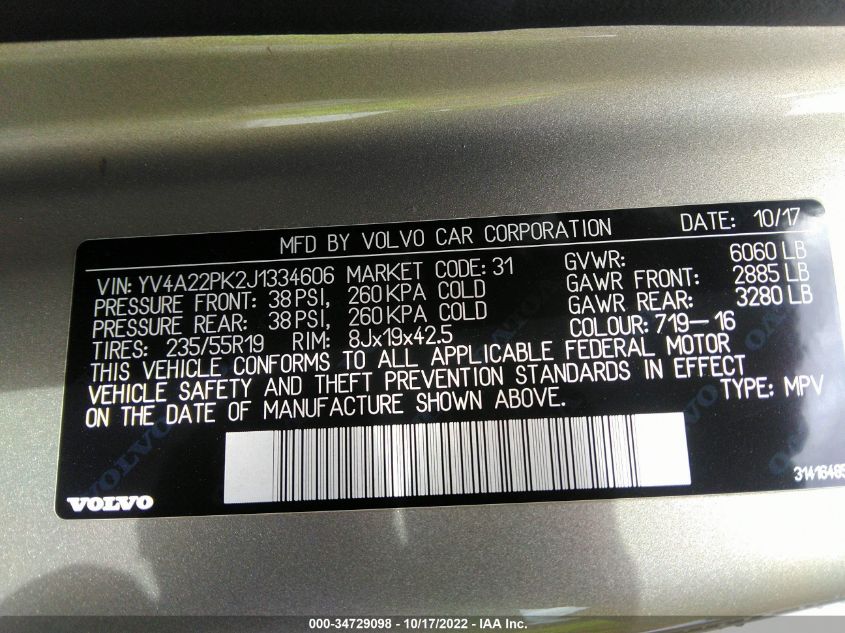 MFD BY VOLVO CAR CORPORATION DATE: 10/17
VIN: YV4A22PK2J1334606 MARKET CODE: 31 GVWR: 6060 LB
PRESSURE FRONT: 38 PSI, 260 KPA COLD GAWR FRONT: 2885 LB
PRESSURE REAR: 38 PSI, 260 KPA COLD GAWR REAR: 3280 LB
TIRES: 235/55R19 RIM: 8Jx19x42.5 COLOUR: 719-16
THIS VEHICLE CONFORMS TO ALL APPLICABLE FEDERAL MOTOR
VEHICLE SAFETY AND THEFT PREVENTION STANDARDS IN EFFECT
ON THE DATE OF MANUFACTURE SHOWN ABOVE. TYPE: MPV
VOLVO
000-34729098 - 10/17/2022 - IAA Inc.